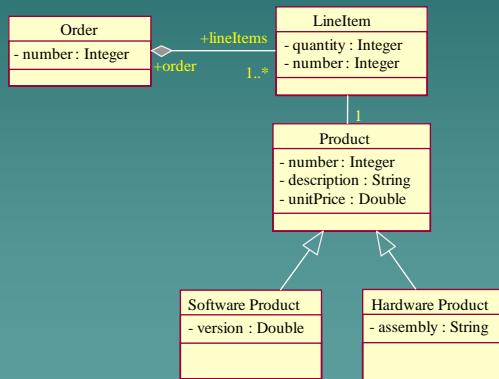 Order
- number : Integer
+lineItems
+order
1..*
LineItem
- quantity : Integer
- number : Integer
1
Product
- number : Integer
- description : String
- unitPrice : Double
Software Product
- version : Double
Hardware Product
- assembly : String